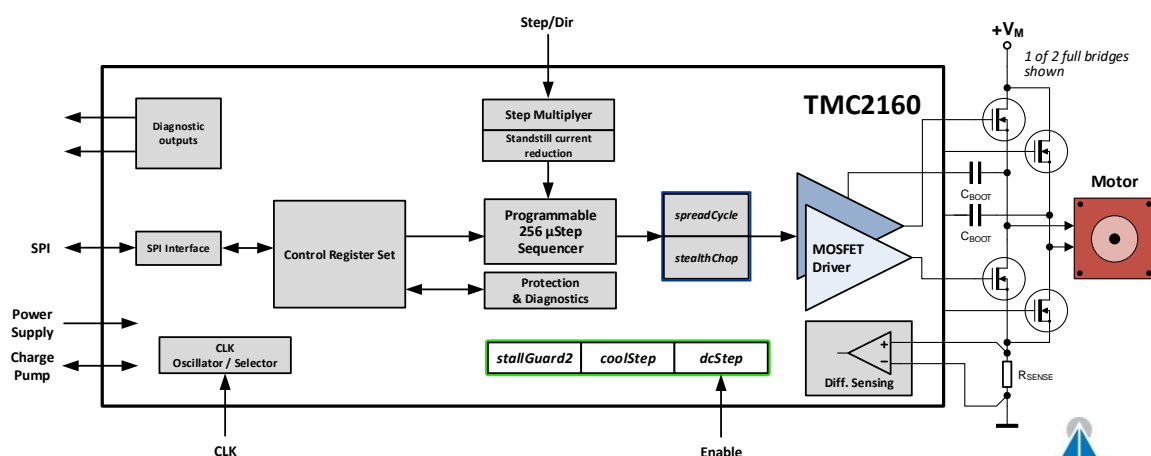 Step/Dir
+VM
1 of 2 full bridges
shown
TMC2160
Diagnostic
outputs
Step Multiplyer
Standstill current
reduction
CBOOT
Motor
SPI
SPI Interface
Control Register Set
Programmable
256 µStep
Sequencer
spreadCycle
stealthChop
MOSFET
Driver
CBOOT
Protection
& Diagnostics
Power
Supply
Charge
Pump
CLK
Oscillator / Selector
stallGuard2
coolStep
dcStep
+
−
Diff. Sensing
RSENSE
CLK
Enable